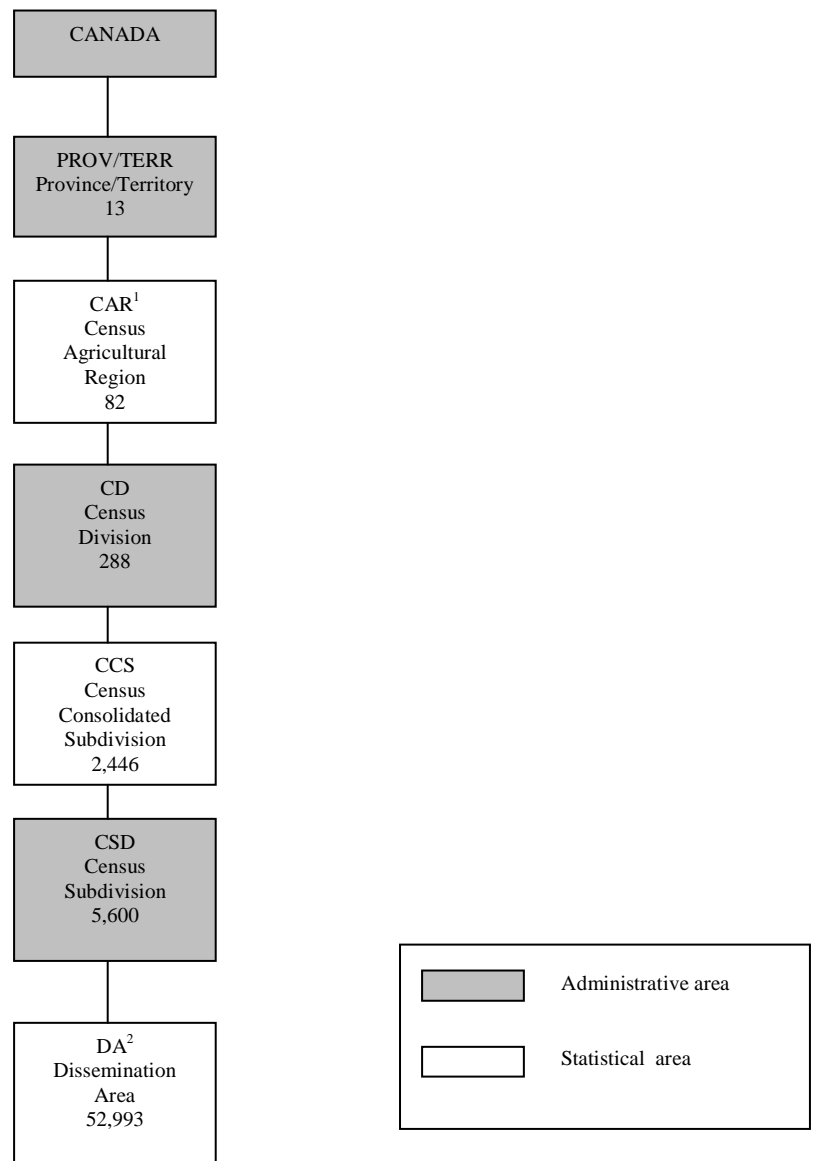 CANADA
PROV/TERR
Province/Territory
13
CAR¹
Census
Agricultural
Region
82
CD
Census
Division
288
CCS
Census
Consolidated
Subdivision
2,446
CSD
Census
Subdivision
5,600
DA²
Dissemination
Area
52,993
Administrative area
Statistical area